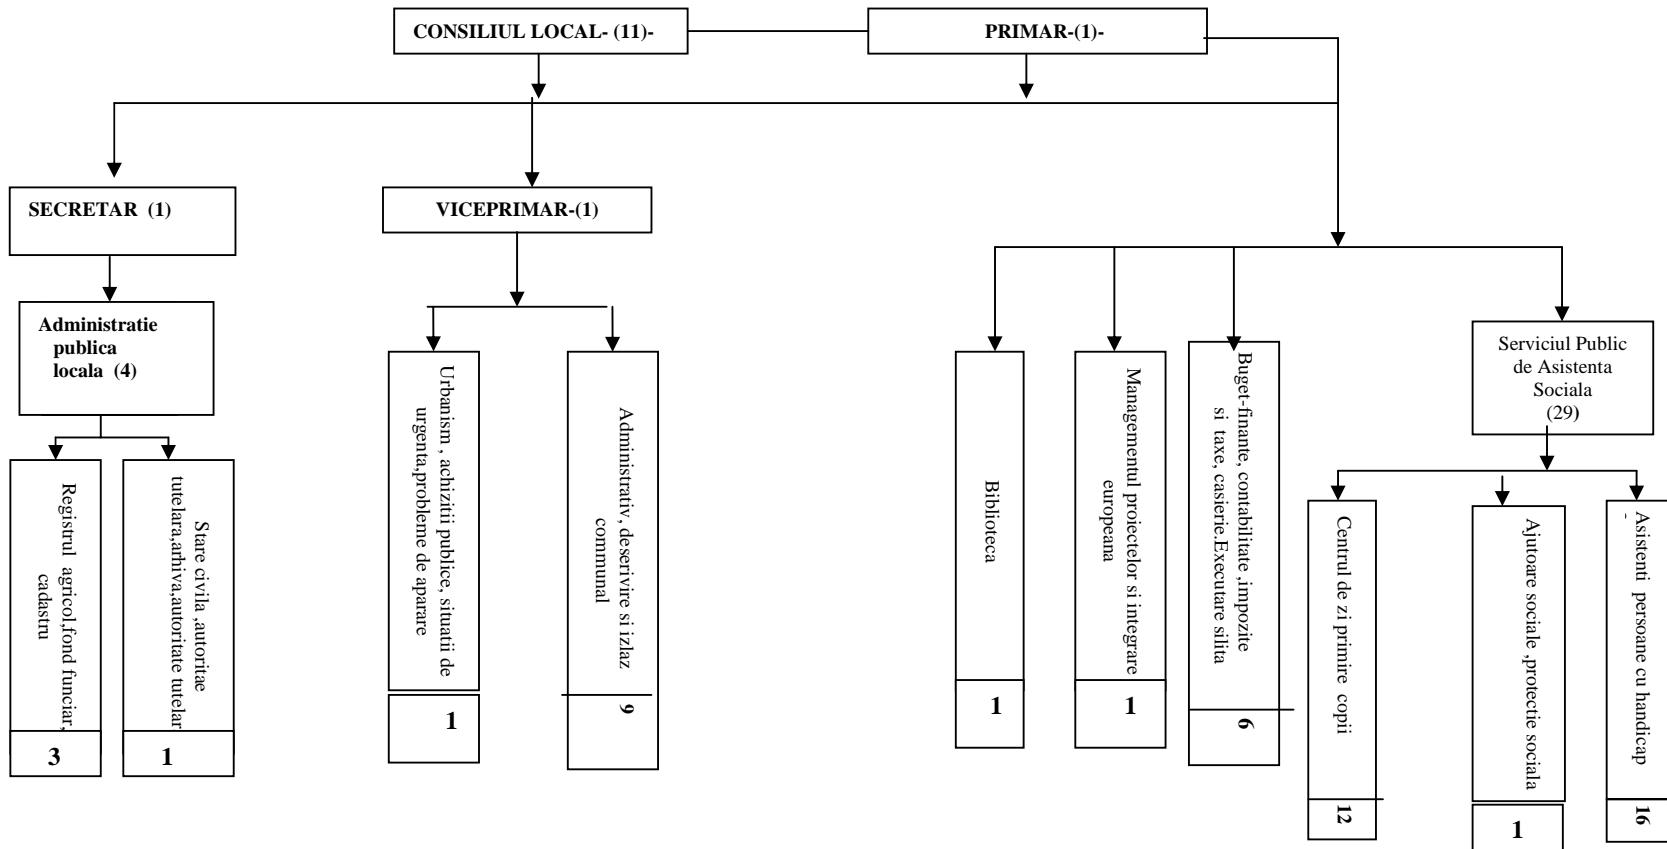 CONSILIUL LOCAL- (11)-
PRIMAR-(1)-
SECRETAR (1)
VICEPRIMAR-(1)
Administratie
publica
locala (4)
Serviciul Public
de Asistenta
Sociala
(29)
Registrul agricol,fond funciar,
cadastru
3
Stare civila ,autoritae
tutelara,arhiva,autoritate tutelar
1
Urbanism , achizitii publice, situatii de
urgenta,probleme de aparare
1
Administrativ, deserivire si izlaz
communal
9
Biblioteca
1
Managementul proiectelor si integrare
europeana
1
Buget-finante, contabilitate ,impozite
si taxe, casierie.Executare silita
6
Centrul de zi primire copii
12
Ajutoare sociale ,protectie sociala
1
Asistenti persoane cu handicap
-
16